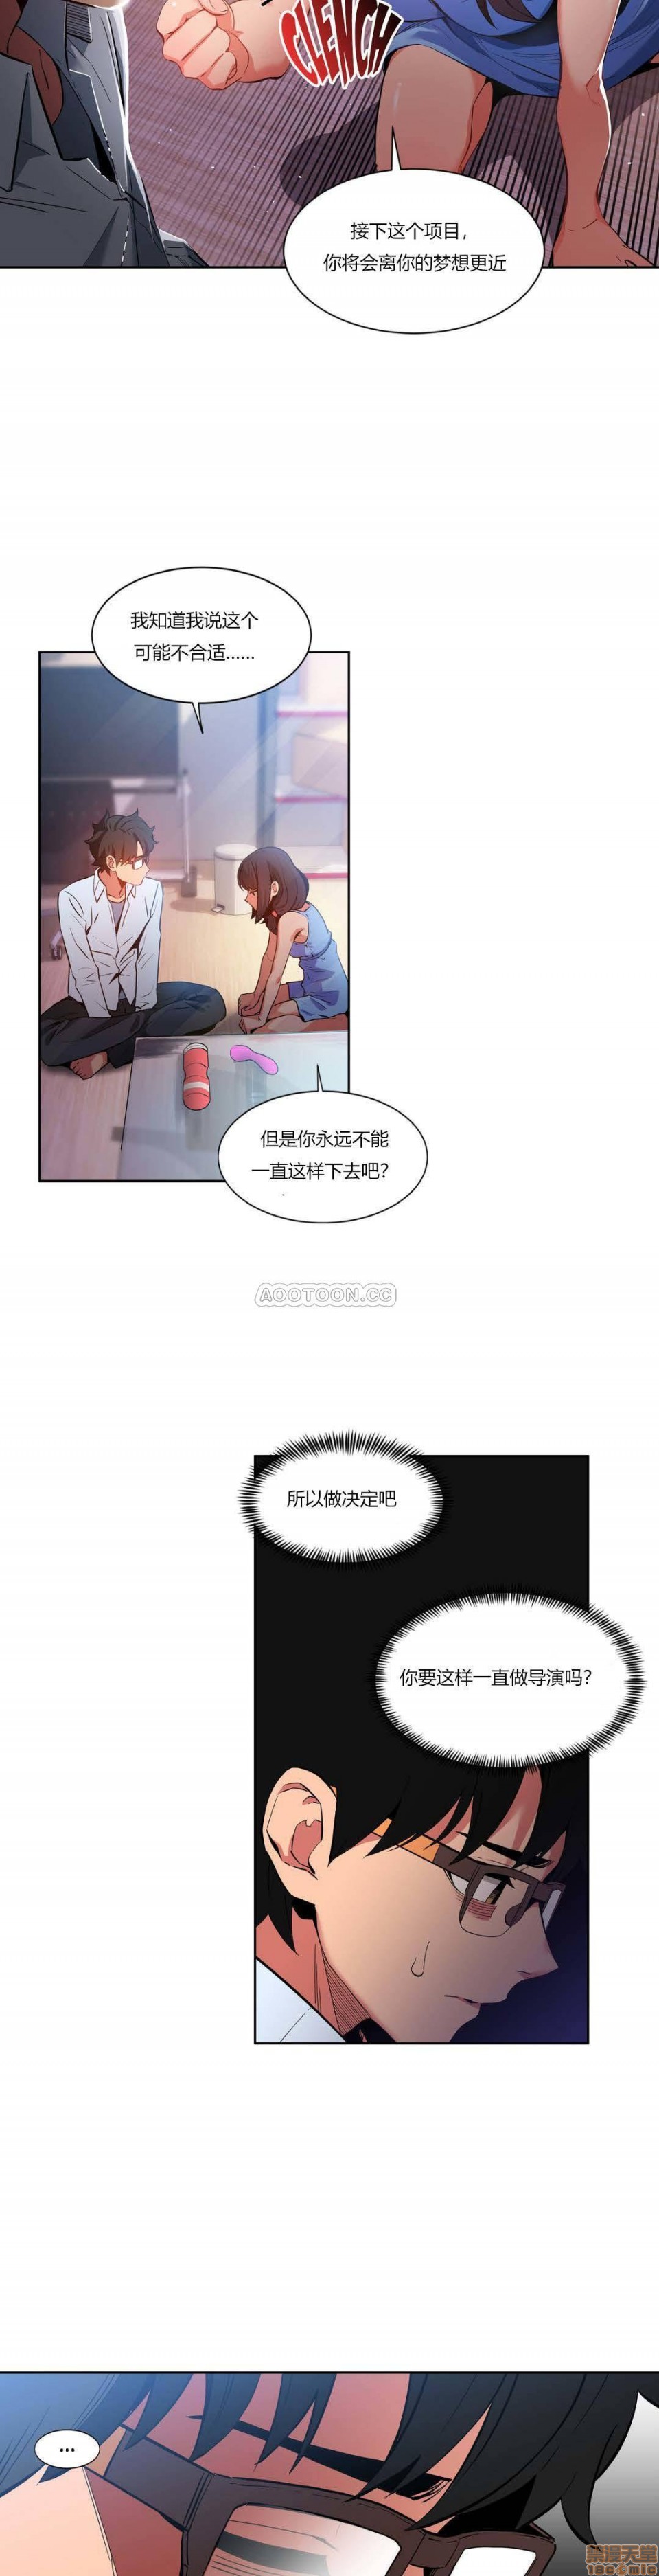 CLENCH
接下这个项目，
你将会离你的梦想更近
我知道我说这个
可能不合适……
但是你永远不能
一直这样下去吧？
AOOTOON.CC
所以做决定吧
你要这样一直做导演吗？
...